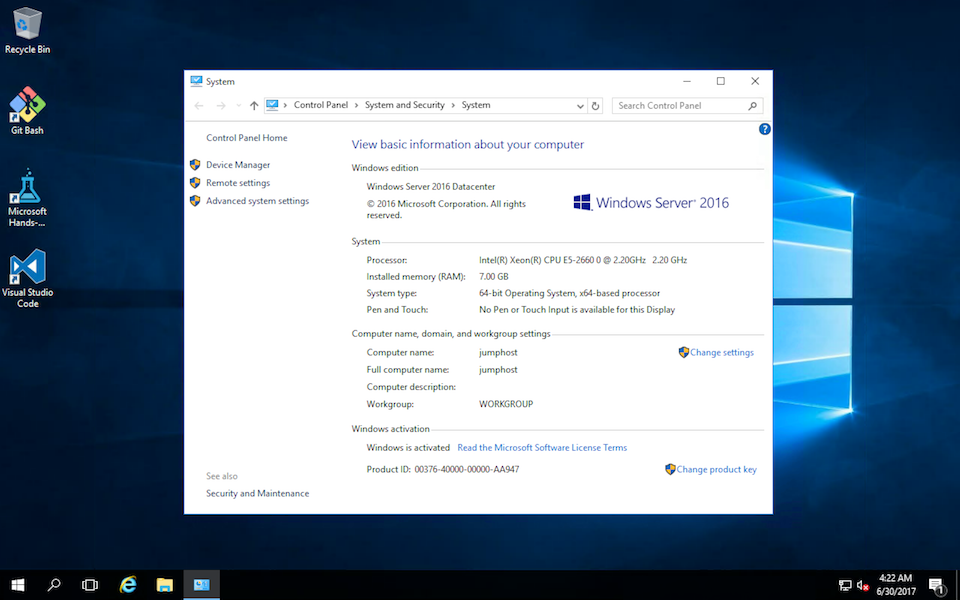 Recycle Bin
Git Bash
Microsoft
Hands-...
Visual Studio
Code
System
Control Panel
System and Security
System
Search Control Panel
?
Control Panel Home
Device Manager
Remote settings
Advanced system settings
See also
Security and Maintenance
View basic information about your computer
Windows edition
Windows Server 2016 Datacenter
© 2016 Microsoft Corporation. All rights
reserved.
Windows Server® 2016
System
Processor: Intel(R) Xeon(R) CPU E5-2660 0 @ 2.20GHz 2.20 GHz
Installed memory (RAM): 7.00 GB
System type: 64-bit Operating System, x64-based processor
Pen and Touch: No Pen or Touch Input is available for this Display
Computer name, domain, and workgroup settings
Computer name: jumphost
Change settings
Full computer name: jumphost
Computer description:
Workgroup: WORKGROUP
Windows activation
Windows is activated Read the Microsoft Software License Terms
Product ID: 00376-40000-00000-AA947
Change product key
4:22 AM
6/30/2017
1